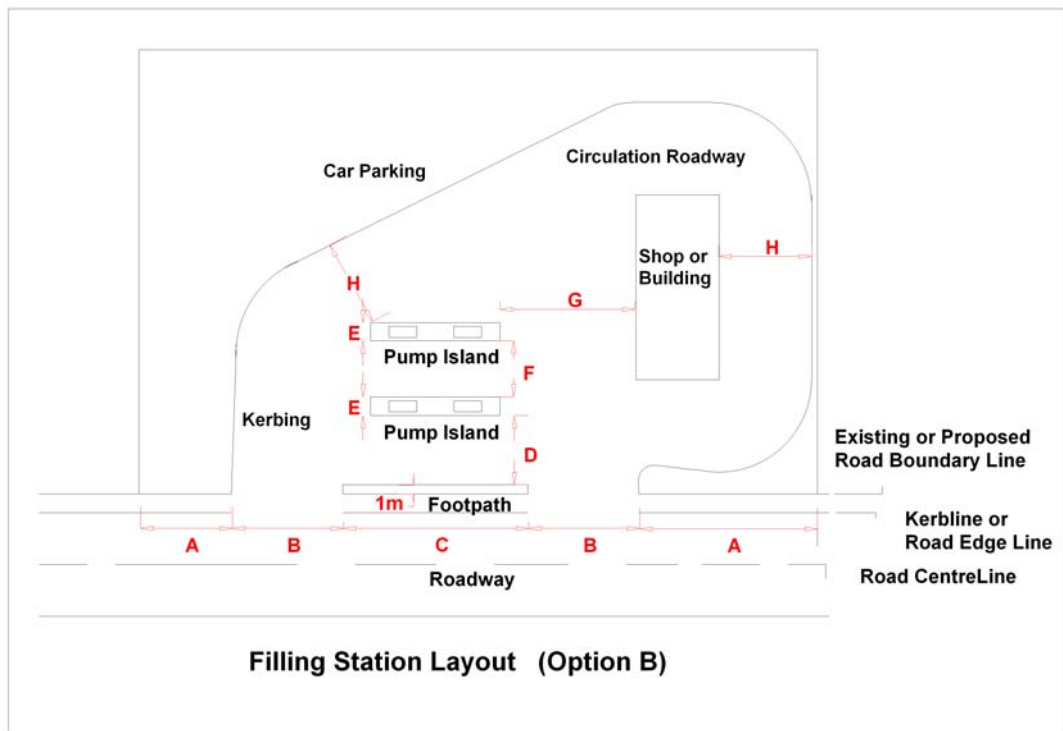 Car Parking
Circulation Roadway
Shop or
Building
H
H
G
E
Pump Island
F
E
Kerbing
Pump Island
D
Existing or Proposed
Road Boundary Line
1m
Footpath
Kerbline or
Road Edge Line
A
B
C
B
A
Roadway
Road CentreLine
Filling Station Layout (Option B)